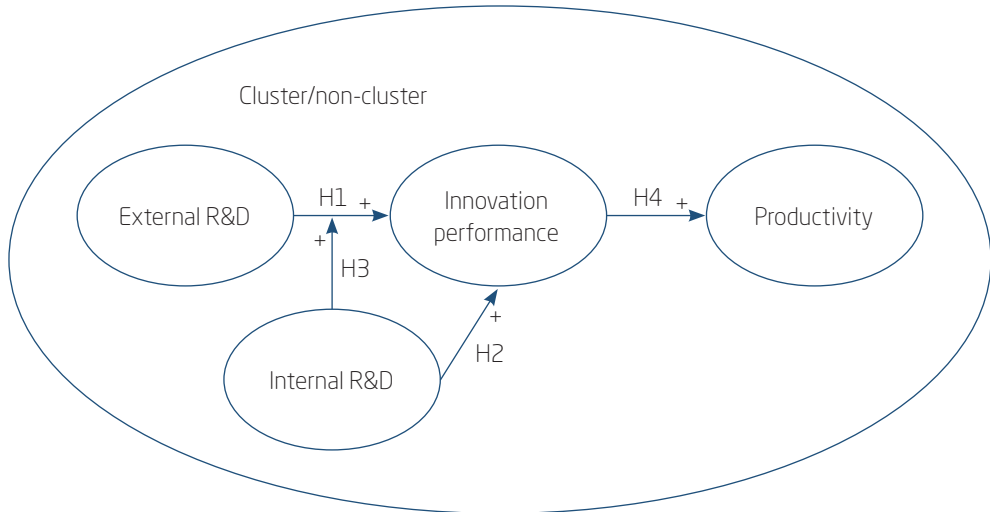 Cluster/non-cluster
External R&D
H1
+
Innovation
performance
H4
+
Productivity
+
H3
Internal R&D
+
H2